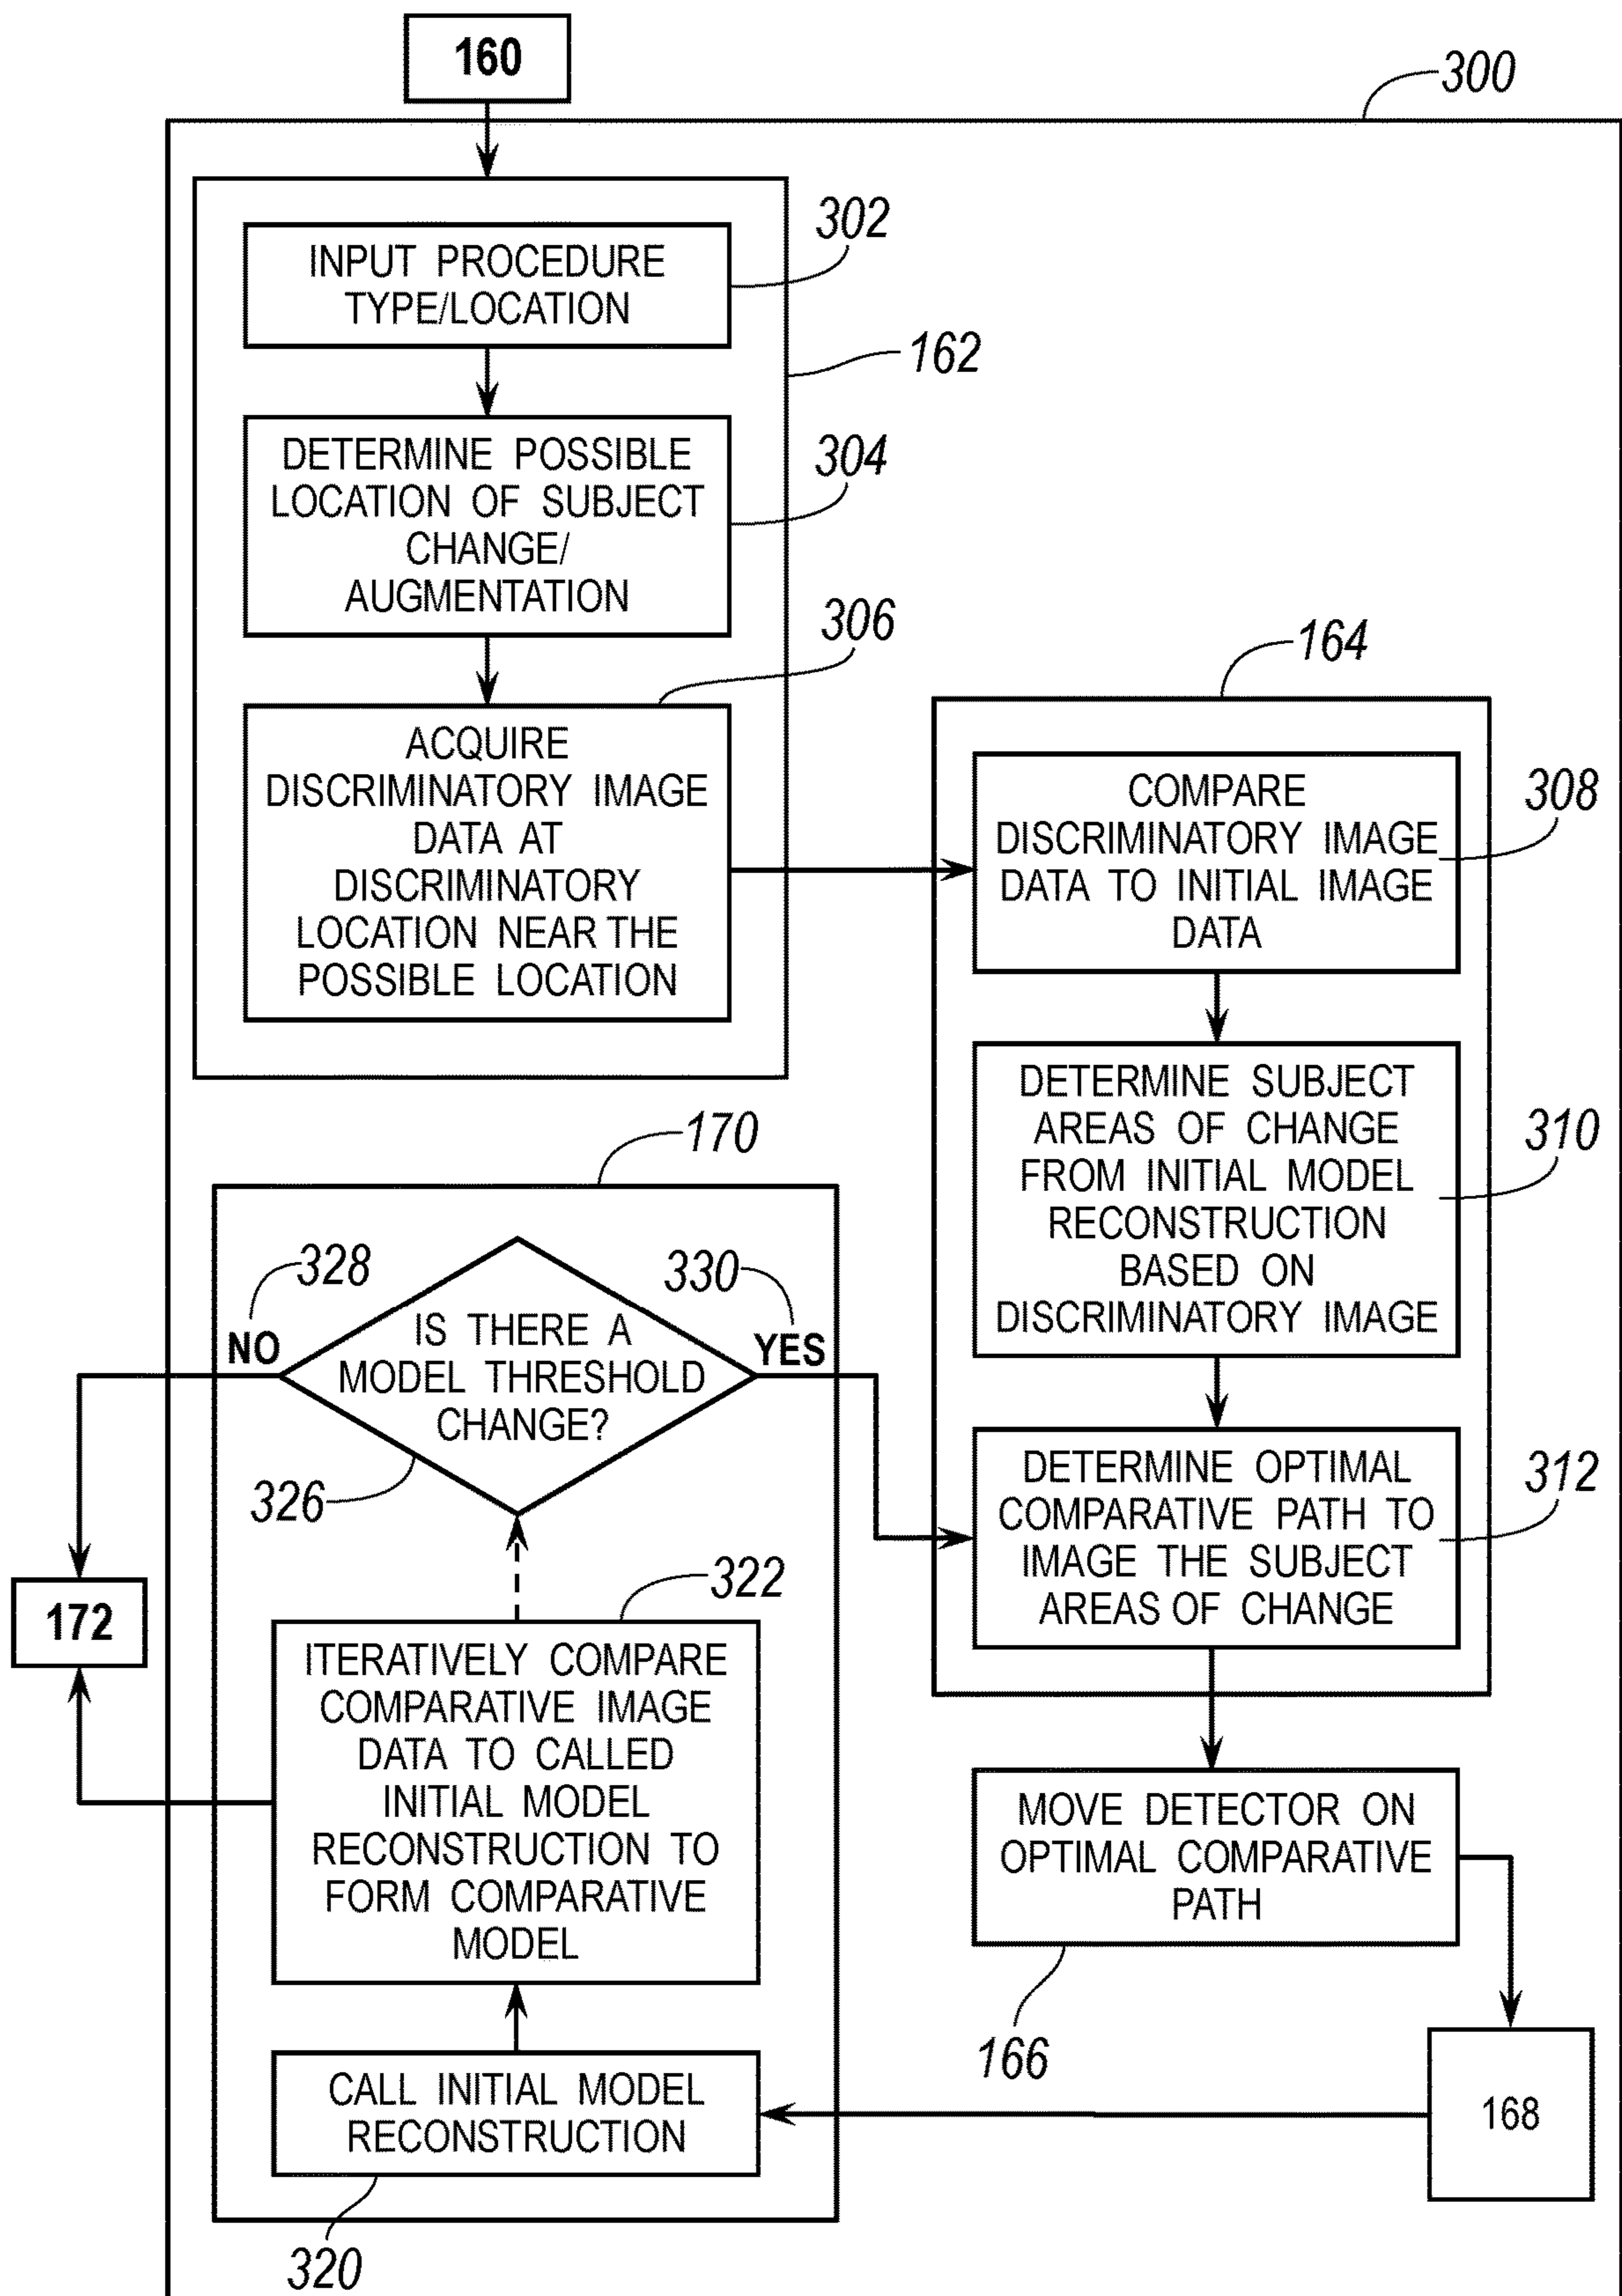 160
300
302
INPUT PROCEDURE
TYPE/LOCATION
162
304
DETERMINE POSSIBLE
LOCATION OF SUBJECT
CHANGE/
AUGMENTATION
306
ACQUIRE
DISCRIMINATORY IMAGE
DATA AT
DISCRIMINATORY
LOCATION NEAR THE
POSSIBLE LOCATION
164
308
COMPARE
DISCRIMINATORY IMAGE
DATA TO INITIAL IMAGE
DATA
310
DETERMINE SUBJECT
AREAS OF CHANGE
FROM INITIAL MODEL
RECONSTRUCTION
BASED ON
DISCRIMINATORY IMAGE
312
DETERMINE OPTIMAL
COMPARATIVE PATH TO
IMAGE THE SUBJECT
AREAS OF CHANGE
MOVE DETECTOR ON
OPTIMAL COMPARATIVE
PATH
166
168
170
328
330
NO
YES
IS THERE A
MODEL THRESHOLD
CHANGE?
326
172
322
ITERATIVELY COMPARE
COMPARATIVE IMAGE
DATA TO CALLED
INITIAL MODEL
RECONSTRUCTION TO
FORM COMPARATIVE
MODEL
CALL INITIAL MODEL
RECONSTRUCTION
320